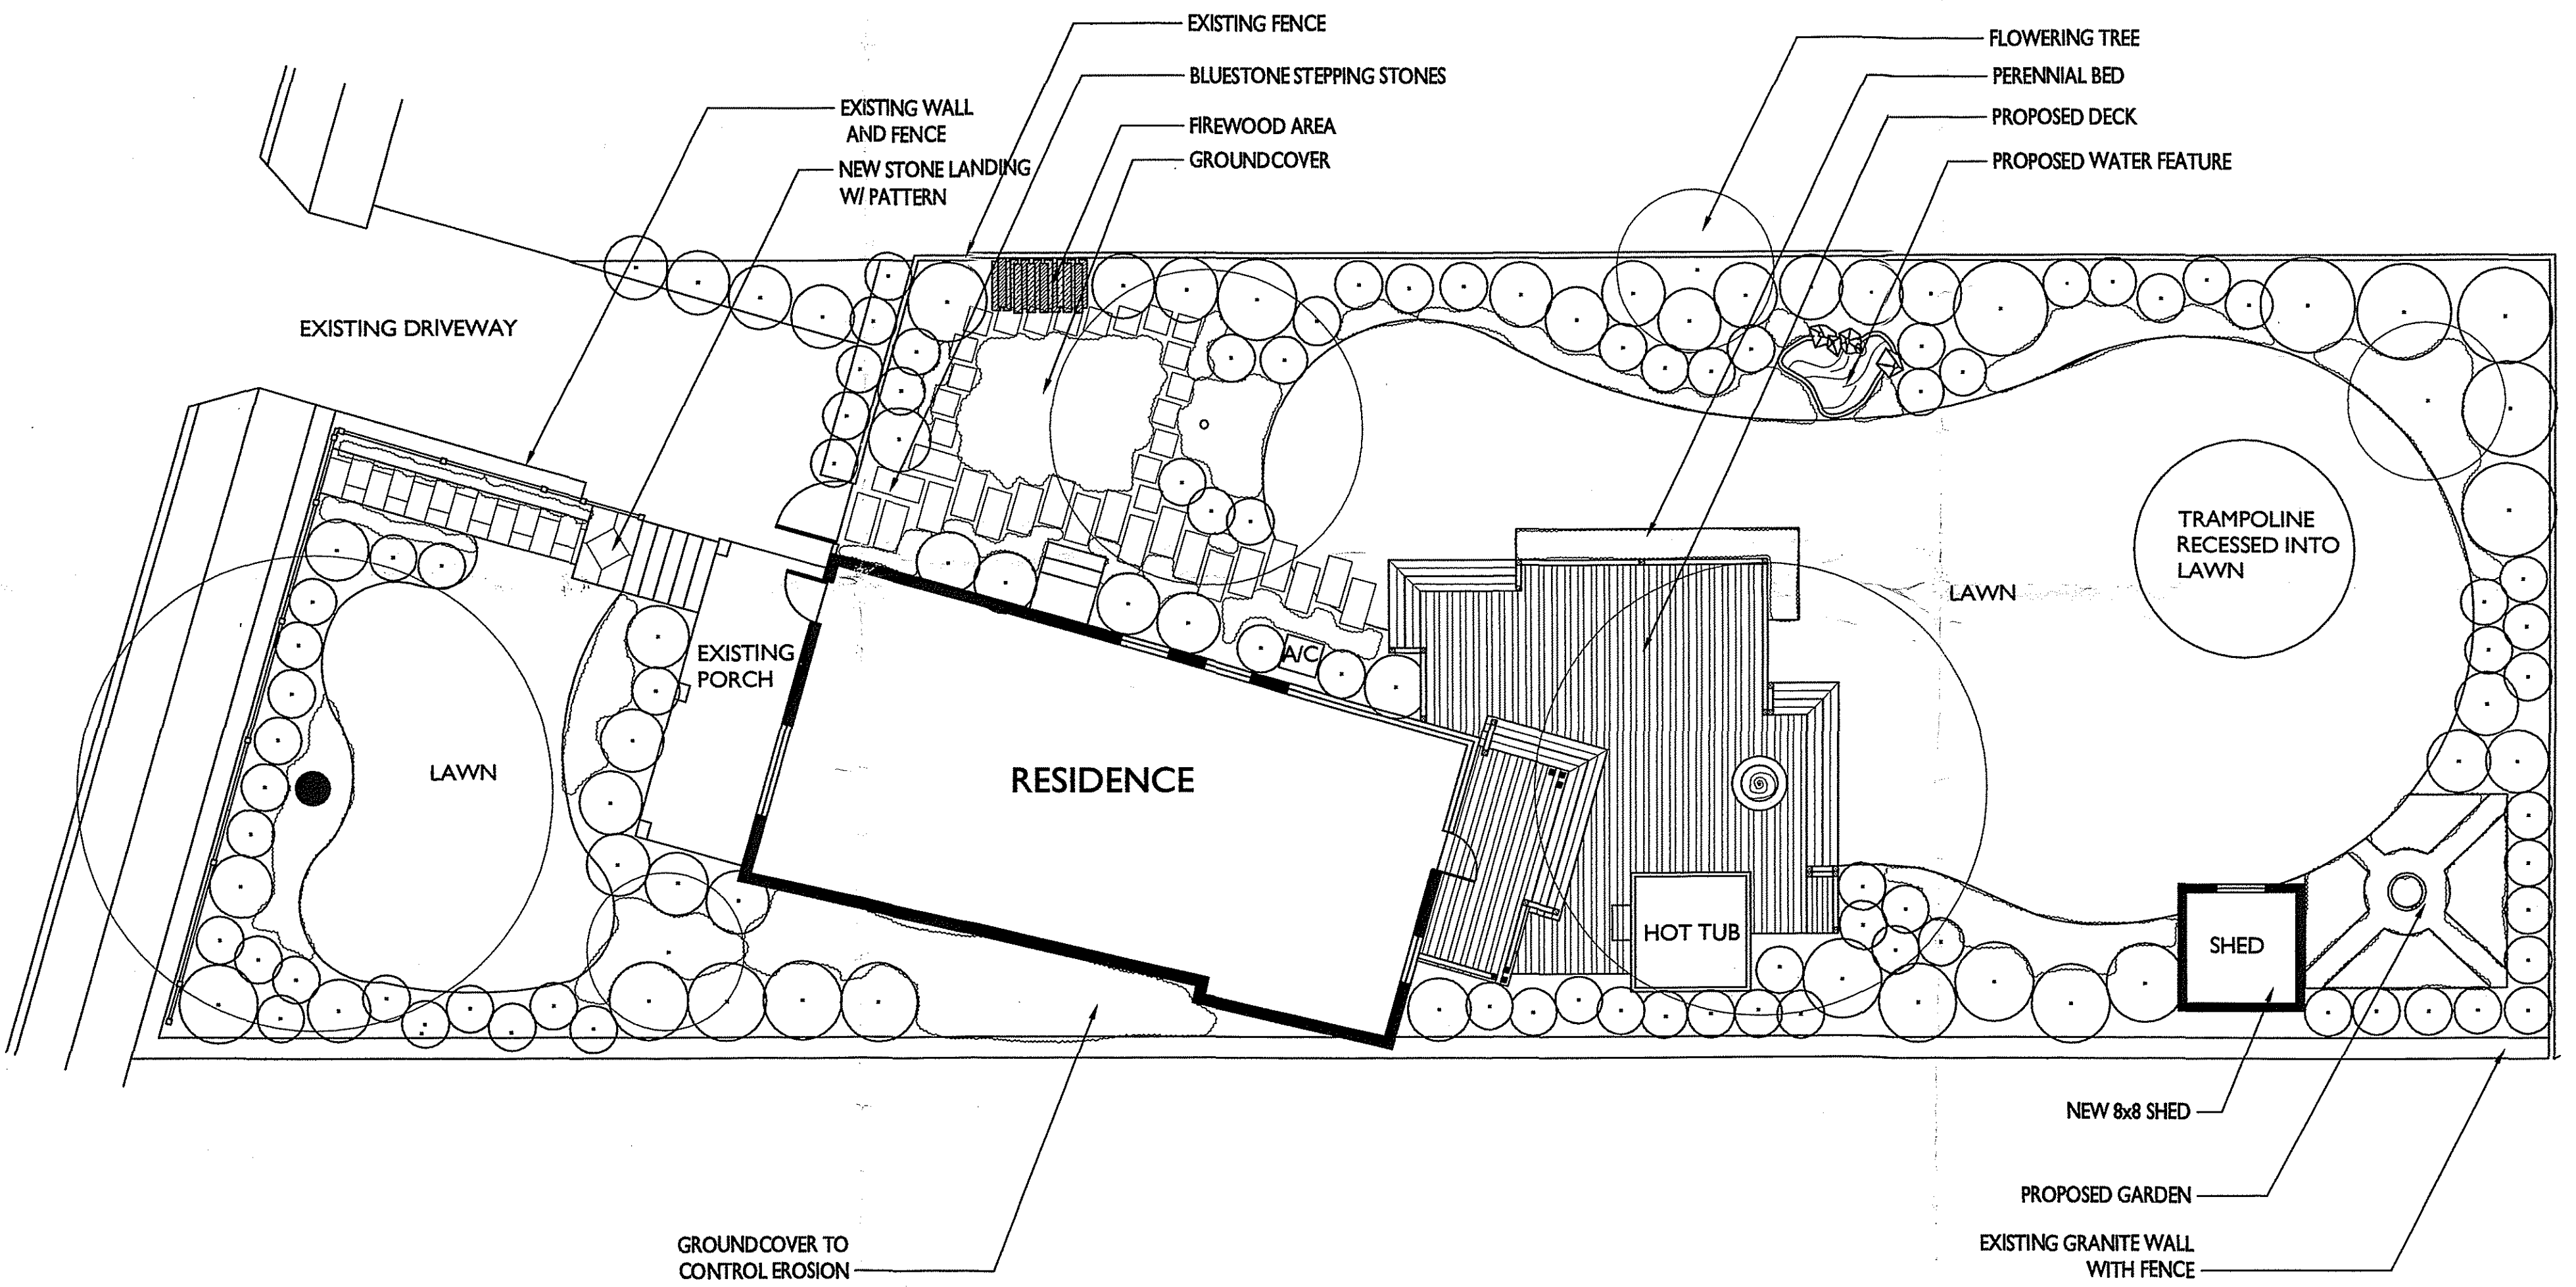 EXISTING FENCE
BLUESTONE STEPPING STONES
FIREWOOD AREA
GROUNDCOVER
EXISTING WALL
AND FENCE
NEW STONE LANDING
W/ PATTERN
FLOWERING TREE
PERENNIAL BED
PROPOSED DECK
PROPOSED WATER FEATURE
EXISTING DRIVEWAY
TRAMPOLINE
RECESSED INTO
LAWN
LAWN
EXISTING
PORCH
A/C
LAWN
RESIDENCE
HOT TUB
SHED
NEW 8x8 SHED
PROPOSED GARDEN
EXISTING GRANITE WALL
WITH FENCE
GROUNDCOVER TO
CONTROL EROSION